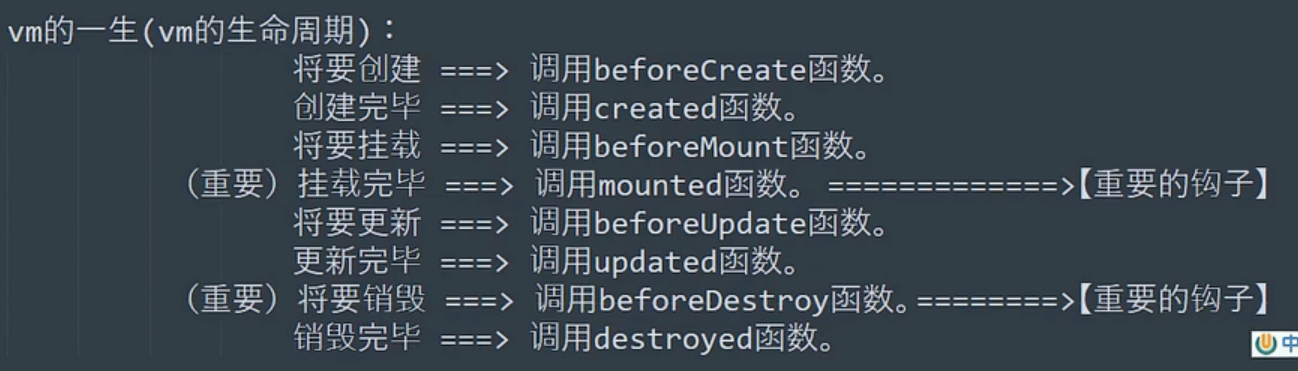 vm的一生(vm的生命周期)：
将要创建 ===> 调用beforeCreate函数。
创建完毕 ===> 调用created函数。
将要挂载 ===> 调用beforeMount函数。
（重要）挂载完毕 ===> 调用mounted函数。 =============>【重要的钩子】
将要更新 ===> 调用beforeUpdate函数。
更新完毕 ===> 调用updated函数。
（重要）将要销毁 ===> 调用beforeDestroy函数。========>【重要的钩子】
销毁完毕 ===> 调用destroyed函数。
中